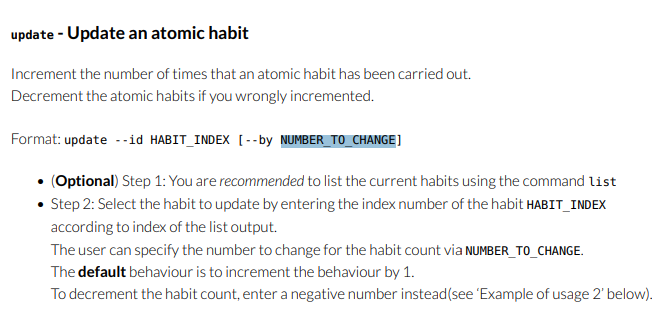 update - Update an atomic habit
Increment the number of times that an atomic habit has been carried out.
Decrement the atomic habits if you wrongly incremented.
Format: update --id HABIT_INDEX [--by NUMBER_TO_CHANGE]
• (Optional) Step 1: You are recommended to list the current habits using the command list
• Step 2: Select the habit to update by entering the index number of the habit HABIT_INDEX
according to index of the list output.
The user can specify the number to change for the habit count via NUMBER_TO_CHANGE.
The default behaviour is to increment the behaviour by 1.
To decrement the habit count, enter a negative number instead(see ‘Example of usage 2’ below).